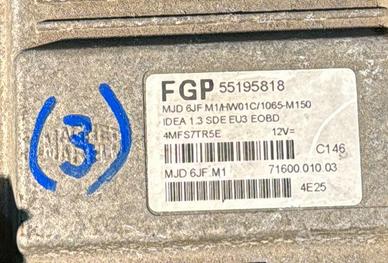 FGP 55195818
MJD 6JF.M1/HW01C/1065-M150
IDEA 1.3 SDE EU3 EOBD
4MFS7TR5E 12V=
C146
MJD 6JF.M1 71600.010.03
4E25
(3)